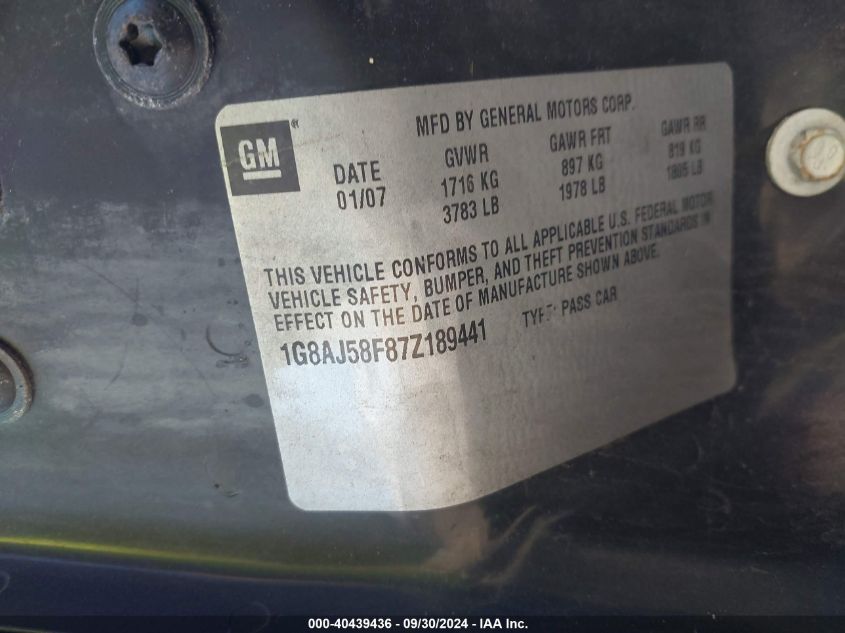 GM®
MFD BY GENERAL MOTORS CORP.
DATE GVWR GAWR FRT GAWR RR
01/07 1716 KG 897 KG 819 KG
3783 LB 1978 LB 1805 LB
THIS VEHICLE CONFORMS TO ALL APPLICABLE U.S. FEDERAL MOTOR
VEHICLE SAFETY, BUMPER, AND THEFT PREVENTION STANDARDS IN
EFFECT ON THE DATE OF MANUFACTURE SHOWN ABOVE.
1G8AJ58F87Z189441 TYPE: PASS CAR
000-40439436 - 09/30/2024 - IAA Inc.